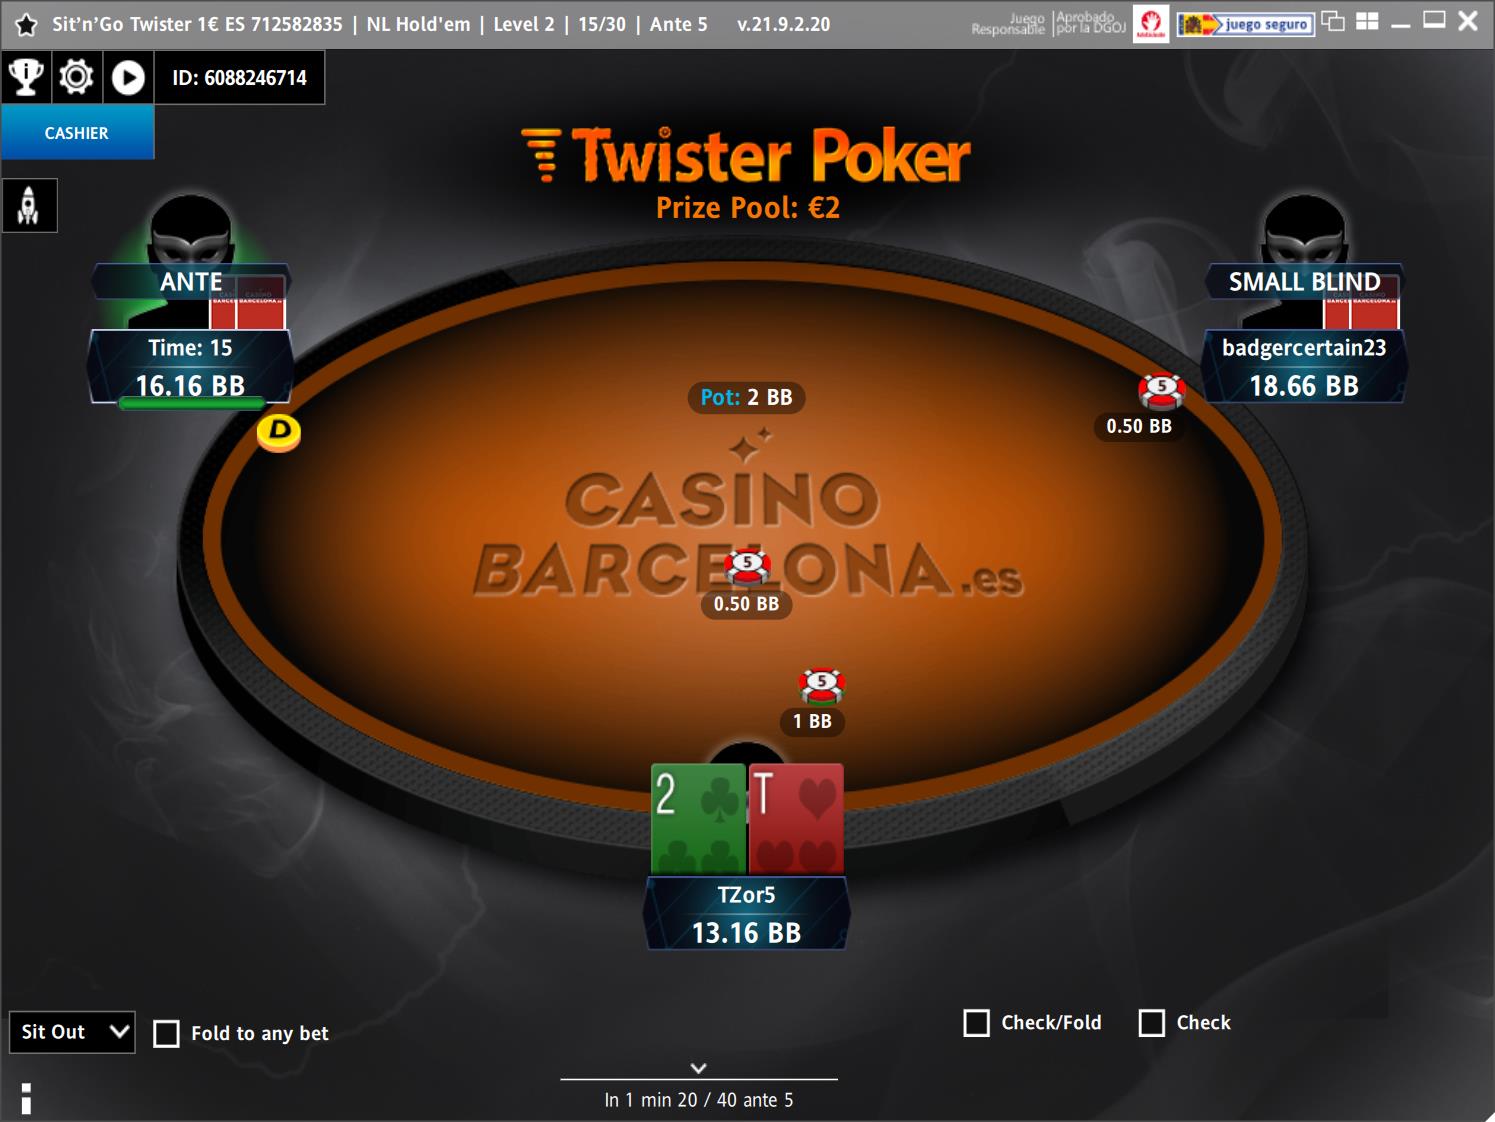 Sit'n'Go Twister 1€ ES 712582835 | NL Hold'em | Level 2 | 15/30 | Ante 5 v.21.9.2.20
Juego Responsable
Aprobado por la DGOJ
juego seguro
ID: 6088246714
CASHIER
Twister Poker
Prize Pool: €2
ANTE
Time: 15
16.16 BB
D
SMALL BLIND
badgercertain23
18.66 BB
5
0.50 BB
Pot: 2 BB
CASINO
BARCELONA.es
5
0.50 BB
5
1 BB
2 T
TZor5
13.16 BB
Sit Out
Fold to any bet
Check/Fold
Check
In 1 min 20 / 40 ante 5